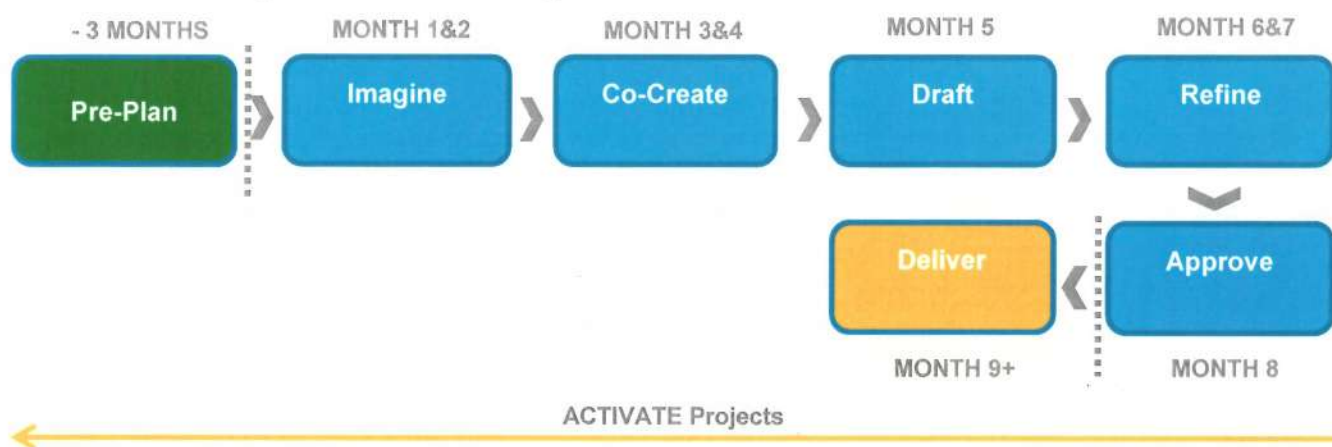 - 3 MONTHS
MONTH 1&2
MONTH 3&4
MONTH 5
MONTH 6&7
Pre-Plan
Imagine
Co-Create
Draft
Refine
Deliver
Approve
MONTH 9+
MONTH 8
ACTIVATE Projects